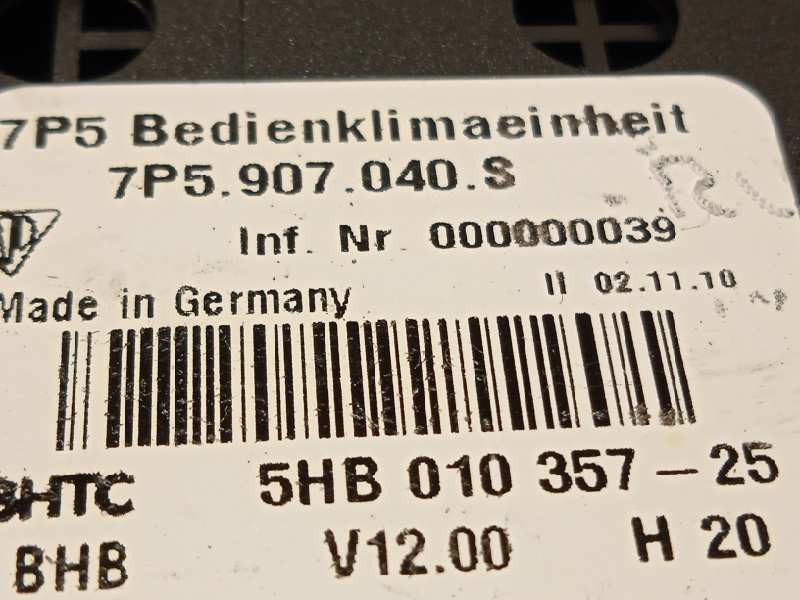 7P5 Bedienklimaeinheit
7P5.907.040.S
Inf. Nr 000000039
Made in Germany
II 02.11.10
BHTC 5HB 010 357-25
BHB V12.00 H 20